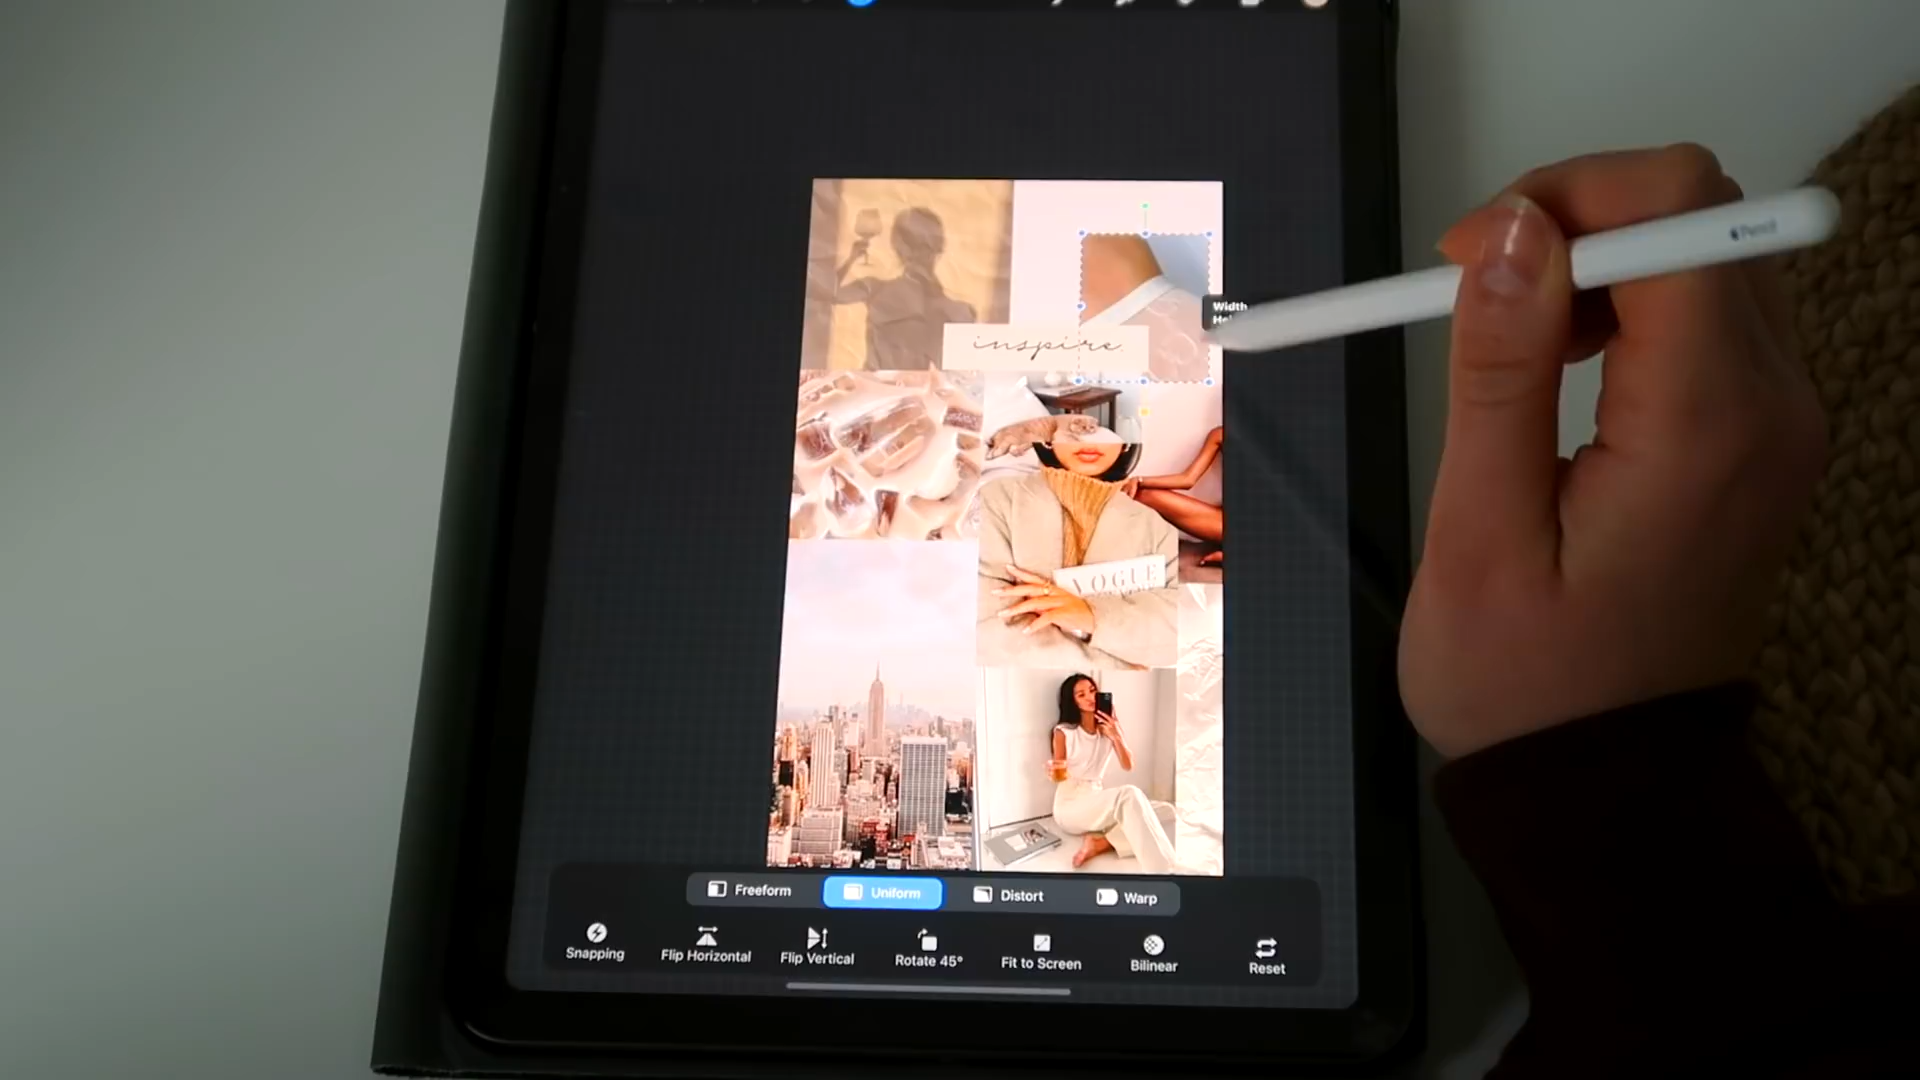 Pencil
Width
inspire
VOGUE
Freeform
Uniform
Distort
Warp
Snapping
Flip Horizontal
Flip Vertical
Rotate 45°
Fit to Screen
Bilinear
Reset